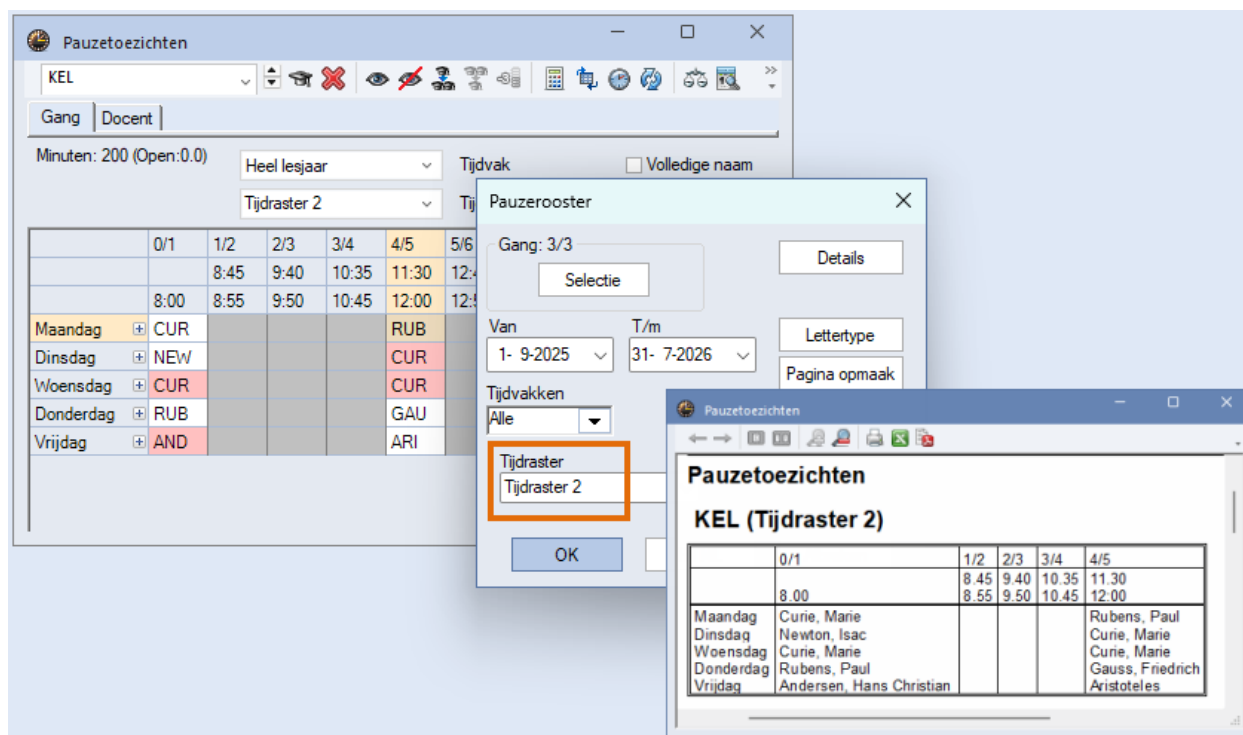 Pauzetoezichten
KEL
Gang Docent
Minuten: 200 (Open:0.0) Heel lesjaar Tijdvak Volledige naam
Tijdraster 2
0/1 1/2 2/3 3/4 4/5 5/6
8:45 9:40 10:35 11:30
8:00 8:55 9:50 10:45 12:00
Maandag CUR RUB
Dinsdag NEW CUR
Woensdag CUR CUR
Donderdag RUB GAU
Vrijdag AND ARI
Pauzerooster
Gang: 3/3
Selectie
Details
Van T/m
1- 9-2025 31- 7-2026
Lettertype
Pagina opmaak
Tijdvakken
Alle
Tijdraster
Tijdraster 2
OK
Pauzetoezichten
Pauzetoezichten
KEL (Tijdraster 2)
0/1 1/2 2/3 3/4 4/5
8.45 9.40 10.35 11.30
8.00 8.55 9.50 10.45 12:00
Maandag Curie, Marie Rubens, Paul
Dinsdag Newton, Isac Curie, Marie
Woensdag Curie, Marie Curie, Marie
Donderdag Rubens, Paul Gauss, Friedrich
Vrijdag Andersen, Hans Christian Aristoteles